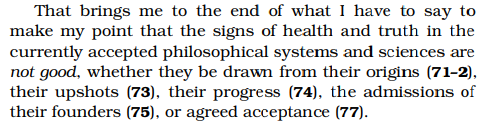 That brings me to the end of what I have to say to
make my point that the signs of health and truth in the
currently accepted philosophical systems and sciences are
not good, whether they be drawn from their origins (71–2),
their upshots (73), their progress (74), the admissions of
their founders (75), or agreed acceptance (77).